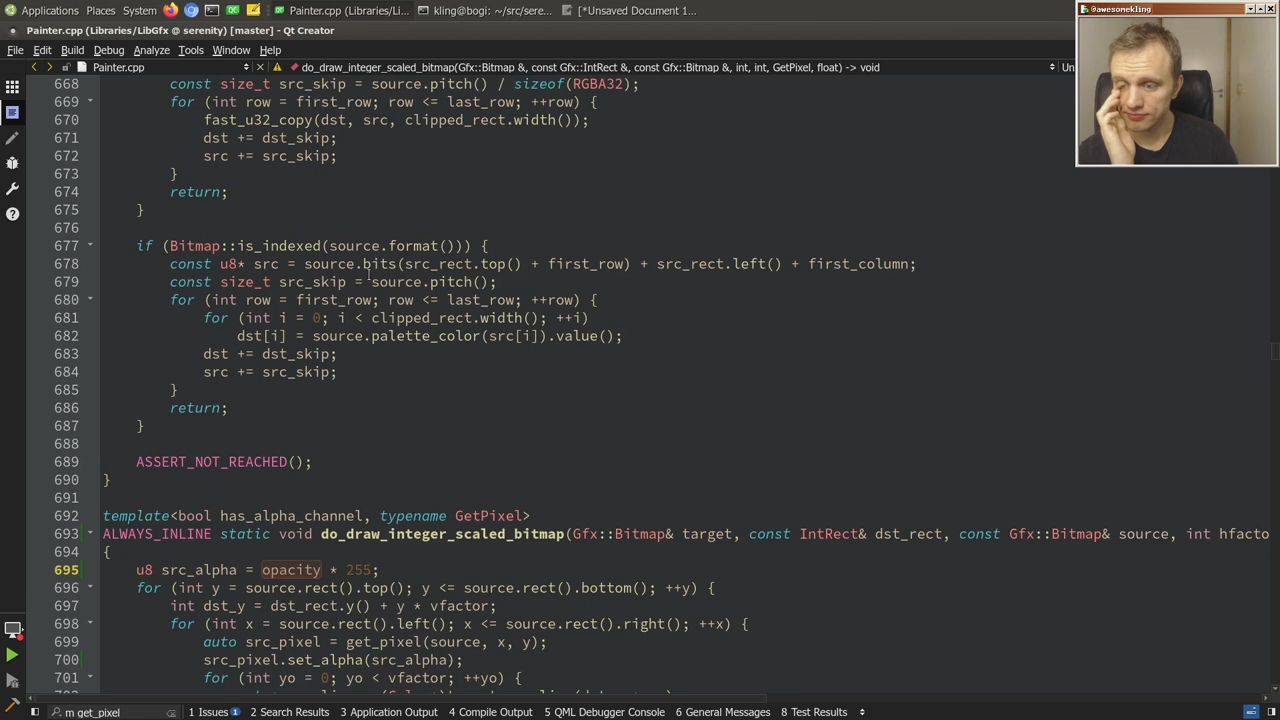 Applications Places System Painter.cpp (Libraries/Li... kling@bogi: ~/src/sere... [*Unsaved Document 1... @awesomekling
Painter.cpp (Libraries/LibGfx) @ serenity) [master] - Qt Creator
File Edit Build Debug Analyze Tools Window Help
Painter.cpp do_draw_integer_scaled_bitmap(Gfx::Bitmap &, const Gfx::IntRect &, const Gfx::Bitmap &, int, int, GetPixel, float) -> void Un
668 const size_t src_skip = source.pitch() / sizeof(RGBA32);
669 for (int row = first_row; row <= last_row; ++row) {
670 fast_u32_copy(dst, src, clipped_rect.width());
671 dst += dst_skip;
672 src += src_skip;
673 }
674 return;
675 }
676
677 if (Bitmap::is_indexed(source.format())) {
678 const u8* src = source.bits(src_rect.top() + first_row) + src_rect.left() + first_column;
679 const size_t src_skip = source.pitch();
680 for (int row = first_row; row <= last_row; ++row) {
681 for (int i = 0; i < clipped_rect.width(); ++i)
682 dst[i] = source.palette_color(src[i]).value();
683 dst += dst_skip;
684 src += src_skip;
685 }
686 return;
687 }
688
689 ASSERT_NOT_REACHED();
690 }
691
692 template<bool has_alpha_channel, typename GetPixel>
693 ALWAYS_INLINE static void do_draw_integer_scaled_bitmap(Gfx::Bitmap& target, const IntRect& dst_rect, const Gfx::Bitmap& source, int hfacto
694 {
695 u8 src_alpha = opacity * 255;
696 for (int y = source.rect().top(); y <= source.rect().bottom(); ++y) {
697 int dst_y = dst_rect.y() + y * vfactor;
698 for (int x = source.rect().left(); x <= source.rect().right(); ++x) {
699 auto src_pixel = get_pixel(source, x, y);
700 src_pixel.set_alpha(src_alpha);
701 for (int yo = 0; yo < vfactor; ++yo) {
m get_pixel 1 Issues 1 2 Search Results 3 Application Output 4 Compile Output 5 QML Debugger Console 6 General Messages 8 Test Results